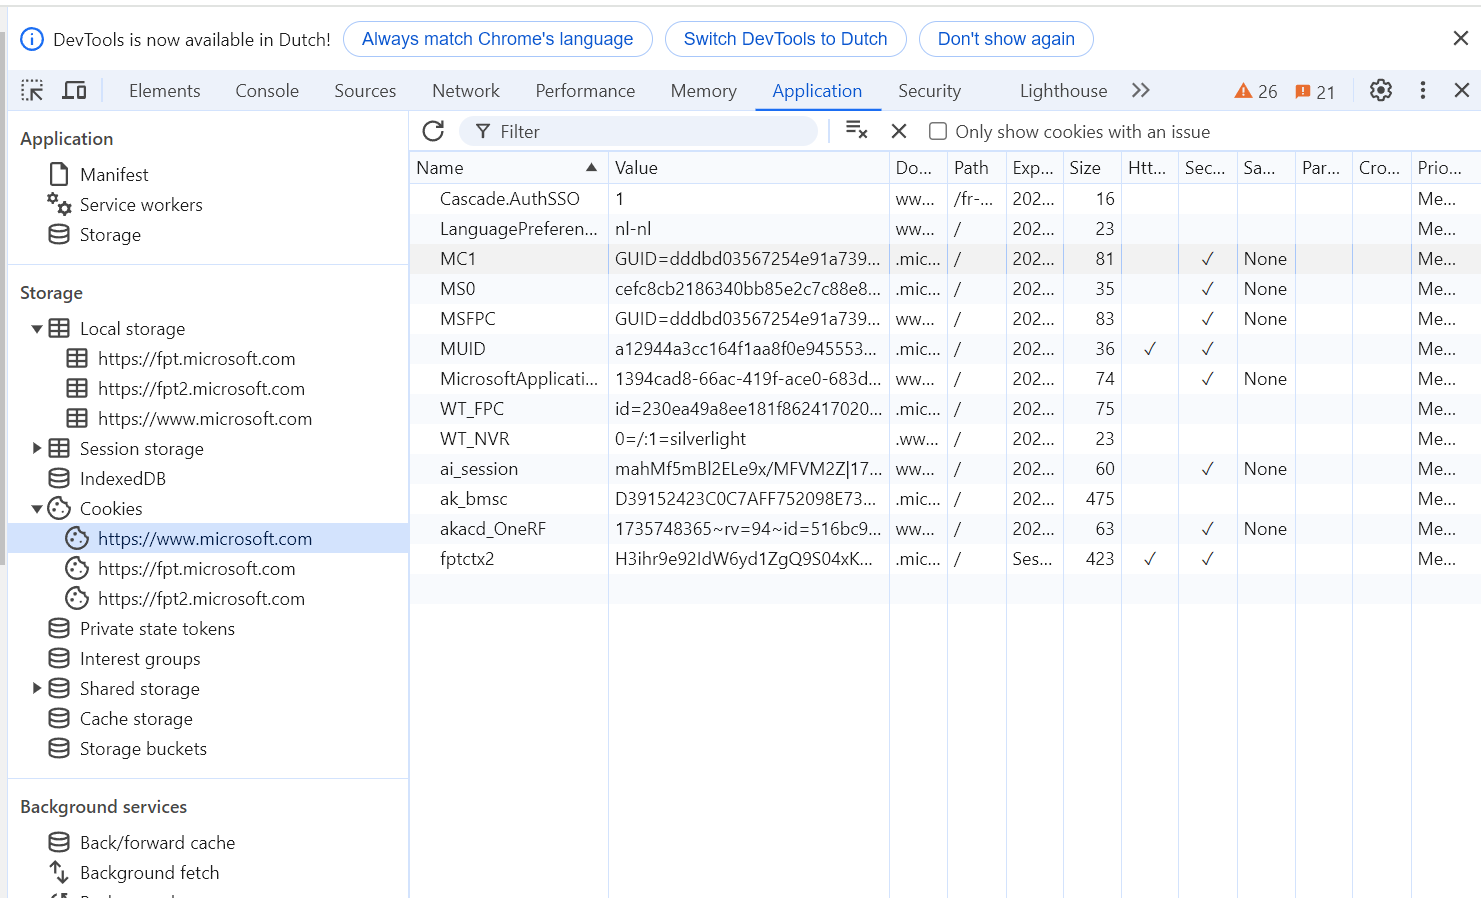 DevTools is now available in Dutch! Always match Chrome's language Switch DevTools to Dutch Don't show again
Elements Console Sources Network Performance Memory Application Security Lighthouse 26 21
Application
Manifest
Service workers
Storage
Storage
Local storage
https://fpt.microsoft.com
https://fpt2.microsoft.com
https://www.microsoft.com
Session storage
IndexedDB
Cookies
https://www.microsoft.com
https://fpt.microsoft.com
https://fpt2.microsoft.com
Private state tokens
Interest groups
Shared storage
Cache storage
Storage buckets
Background services
Back/forward cache
Background fetch
Filter Only show cookies with an issue
Name Value Do... Path Exp... Size Htt... Sec... Sa... Par... Cro... Prio...
Cascade.AuthSSO 1 ww... /fr-... 202... 16 Me...
LanguagePreferen... nl-nl ww... / 202... 23 Me...
MC1 GUID=dddbd03567254e91a739... .mic... / 202... 81 ✓ None Me...
MS0 cefc8cb2186340bb85e2c7c88e8... .mic... / 202... 35 ✓ None Me...
MSFPC GUID=dddbd03567254e91a739... ww... / 202... 83 ✓ None Me...
MUID a12944a3cc164f1aa8f0e945553... .mic... / 202... 36 ✓ ✓ Me...
MicrosoftApplicati... 1394cad8-66ac-419f-ace0-683d... ww... / 202... 74 ✓ None Me...
WT_FPC id=230ea49a8ee181f862417020... .mic... / 202... 75 Me...
WT_NVR 0=/:1=silverlight .ww... / 202... 23 Me...
ai_session mahMf5mBl2ELe9x/MFVM2Z|17... ww... / 202... 60 ✓ None Me...
ak_bmsc D39152423C0C7AFF752098E73... .mic... / 202... 475 Me...
akacd_OneRF 1735748365~rv=94~id=516bc9... ww... / 202... 63 ✓ None Me...
fptctx2 H3ihr9e92IdW6yd1ZgQ9S04xK... .mic... / Ses... 423 ✓ ✓ Me...